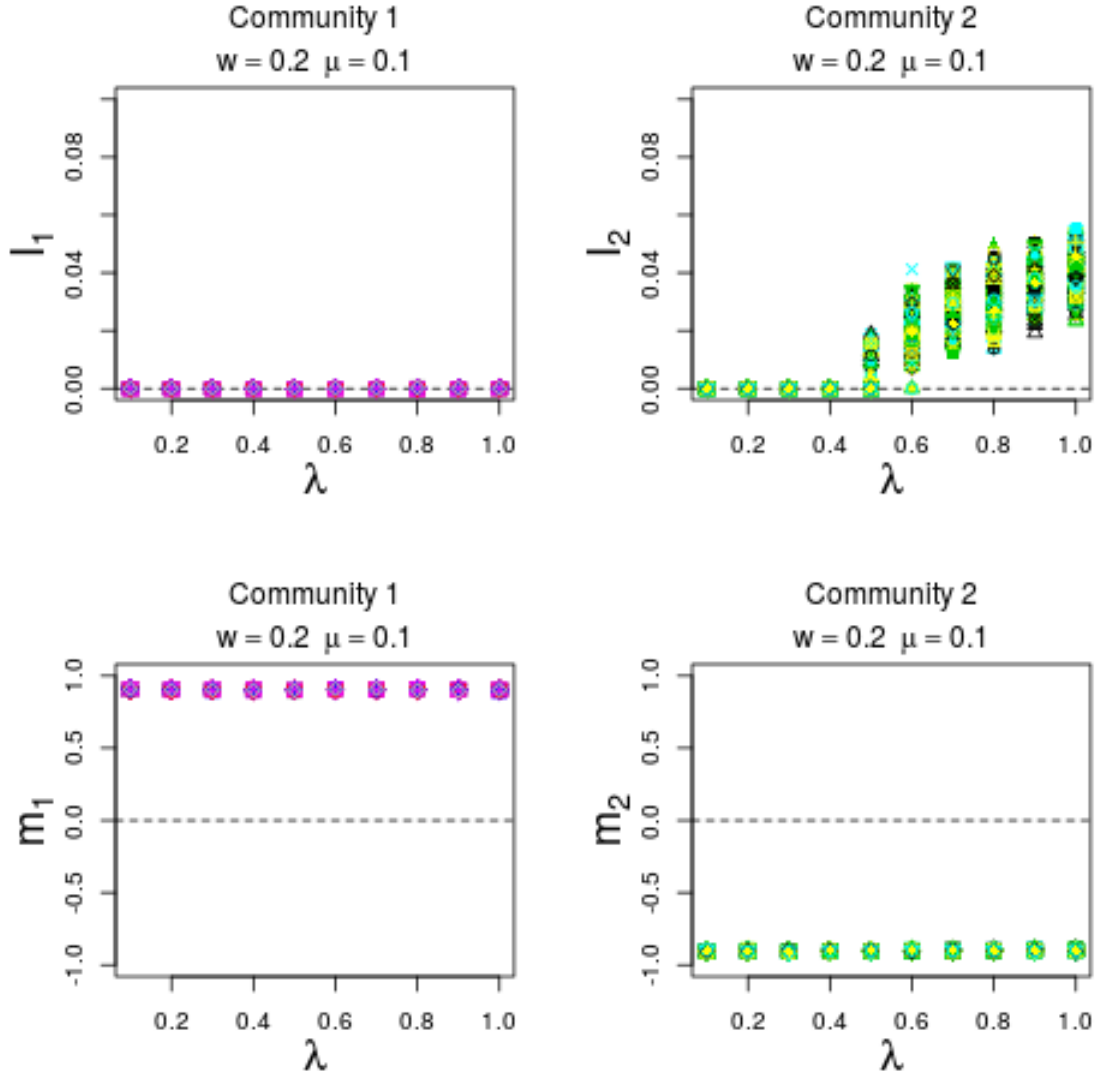 Community 1
w = 0.2 μ = 0.1
I1
0.00 0.04 0.08
0.2 0.4 0.6 0.8 1.0
λ
Community 2
w = 0.2 μ = 0.1
I2
0.00 0.04 0.08
0.2 0.4 0.6 0.8 1.0
λ
Community 1
w = 0.2 μ = 0.1
m1
-1.0 -0.5 0.0 0.5 1.0
0.2 0.4 0.6 0.8 1.0
λ
Community 2
w = 0.2 μ = 0.1
m2
-1.0 -0.5 0.0 0.5 1.0
0.2 0.4 0.6 0.8 1.0
λ